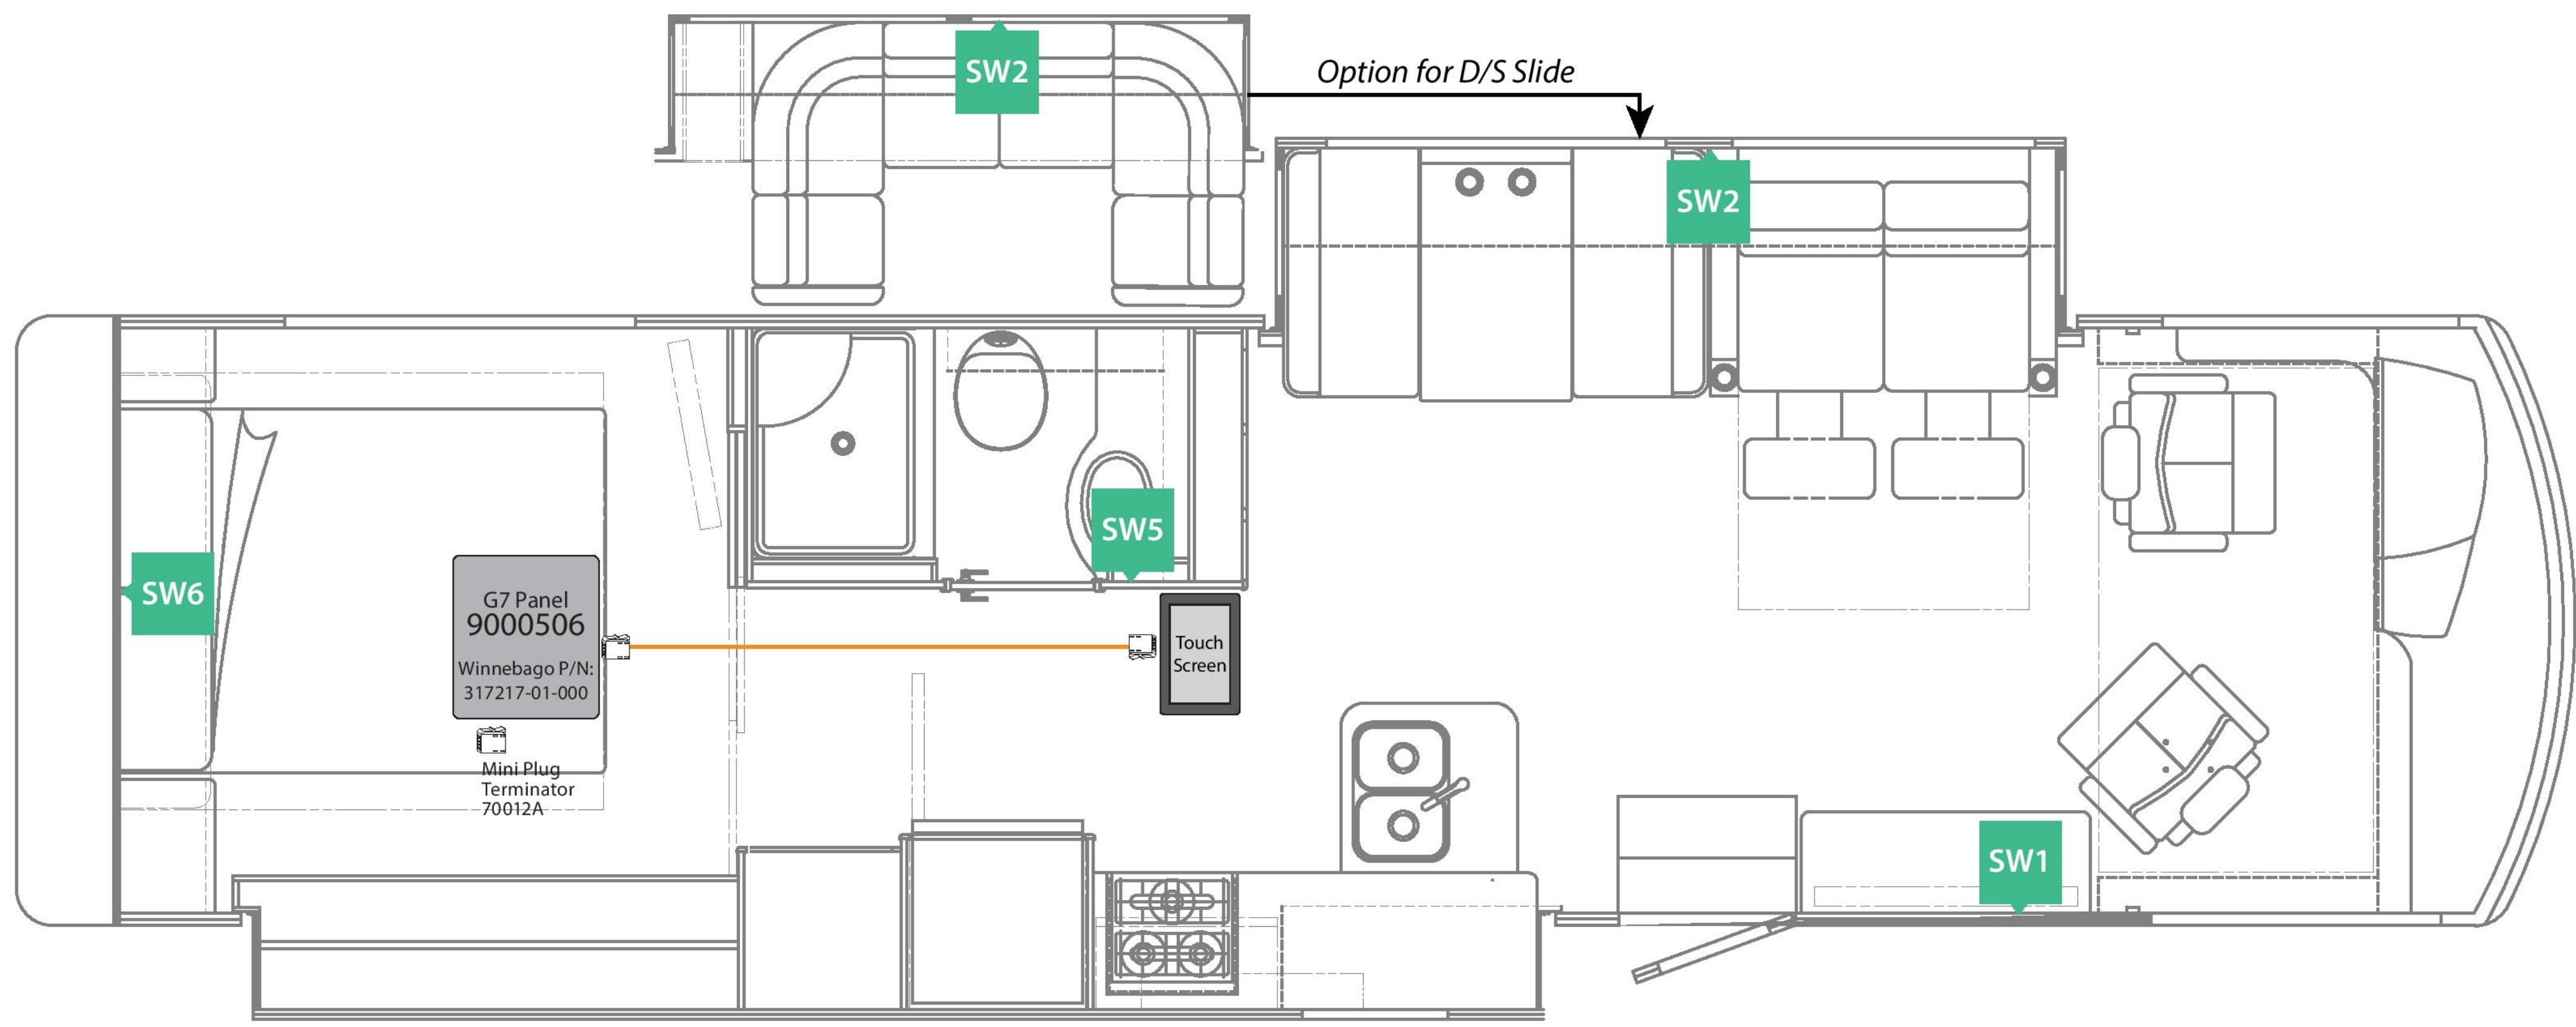 SW2
Option for D/S Slide
SW2
SW5
SW6
G7 Panel
9000506
Winnebago P/N:
317217-01-000
Touch
Screen
Mini Plug
Terminator
70012A
SW1